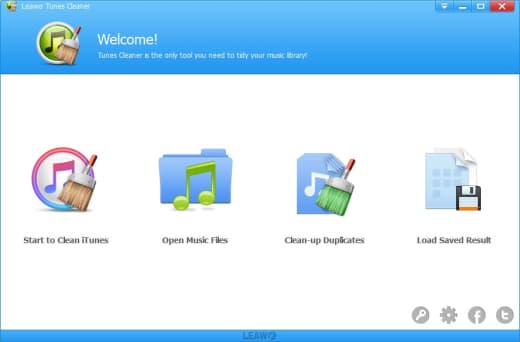 Leawo Tunes Cleaner
Welcome!
Tunes Cleaner is the only tool you need to tidy your music library!
Start to Clean iTunes
Open Music Files
Clean-up Duplicates
Load Saved Result
LEAWO